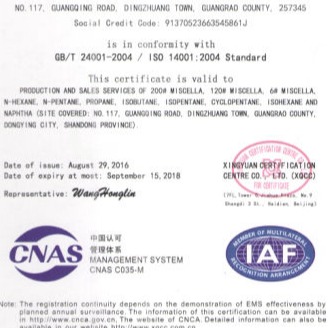 NO. 117, GUANGQING ROAD, DINGZHUANG TOWN, GUANGRAO COUNTY, 257345
Social Credit Code: 91370523663545861J
is in conformity with
GB/T 24001-2004 / ISO 14001:2004 Standard
This certificate is valid to
PRODUCTION AND SALES SERVICES OF 200# MISCELLA, 120# MISCELLA, 6# MISCELLA,
N-HEXANE, N-PENTANE, PROPANE, ISOBUTANE, ISOPENTANE, CYCLOPENTANE, ISOHEXANE AND
NAPHTHA (SITE COVERED: NO. 117, GUANGQING ROAD, DINGZHUANG TOWN, GUANGRAO COUNTY,
DONGYING CITY, SHANDONG PROVINCE).
Date of issue: August 29, 2016
Date of expiry at most: September 15, 2018
Representative: WangHonglin
XINGYUAN CERTIFICATION
CENTRE CO., LTD. (XQCC)
FOR CERTIFICATE
Shangdi Haidian, Beijing)
CNAS
中国认可
管理体系
MANAGEMENT SYSTEM
CNAS C035-M
MEMBER OF MULTILATERAL
IAF
RECOGNITION ARRANGEMENT
Note: The registration continuity depends on the demonstration of EMS effectiveness by
planned annual surveillance. The information of this certification can be available
in http://www.cnca.gov.cn, The website of CNCA. Detailed information can also be
available in our website http://www.xqcc.com.cn